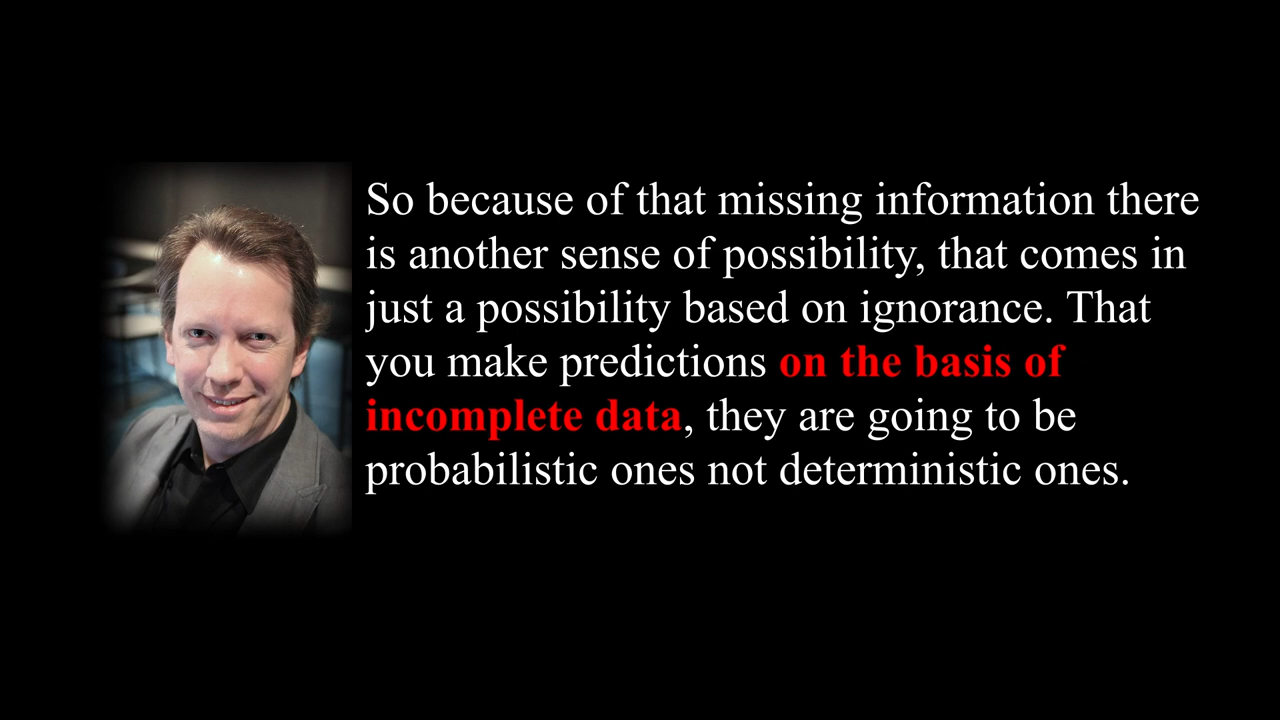 So because of that missing information there
is another sense of possibility, that comes in
just a possibility based on ignorance. That
you make predictions on the basis of
incomplete data, they are going to be
probabilistic ones not deterministic ones.